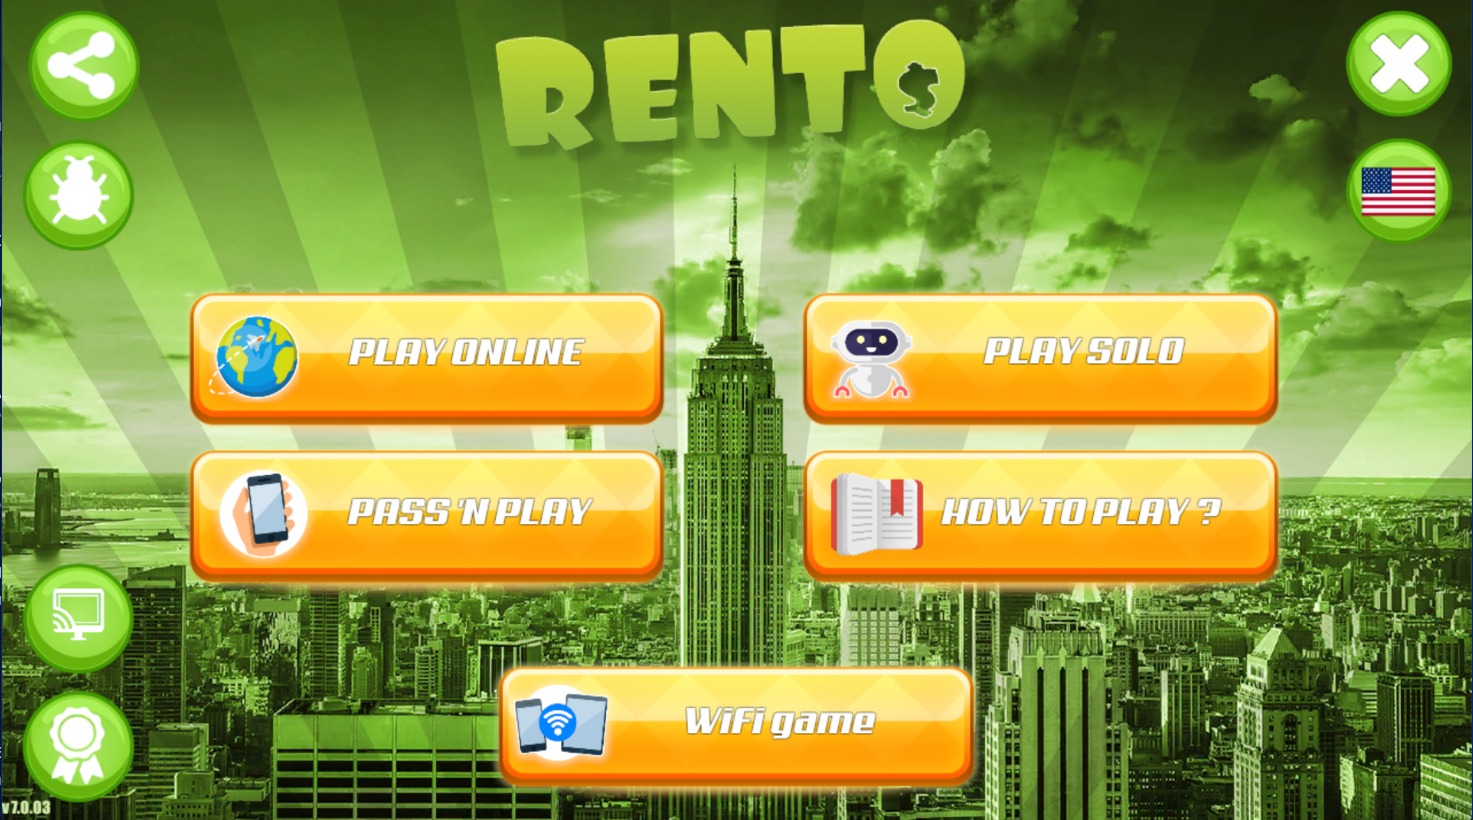 RENTO
PLAY ONLINE
PLAY SOLO
PASS 'N PLAY
HOW TO PLAY ?
WiFi game
v7.0.03